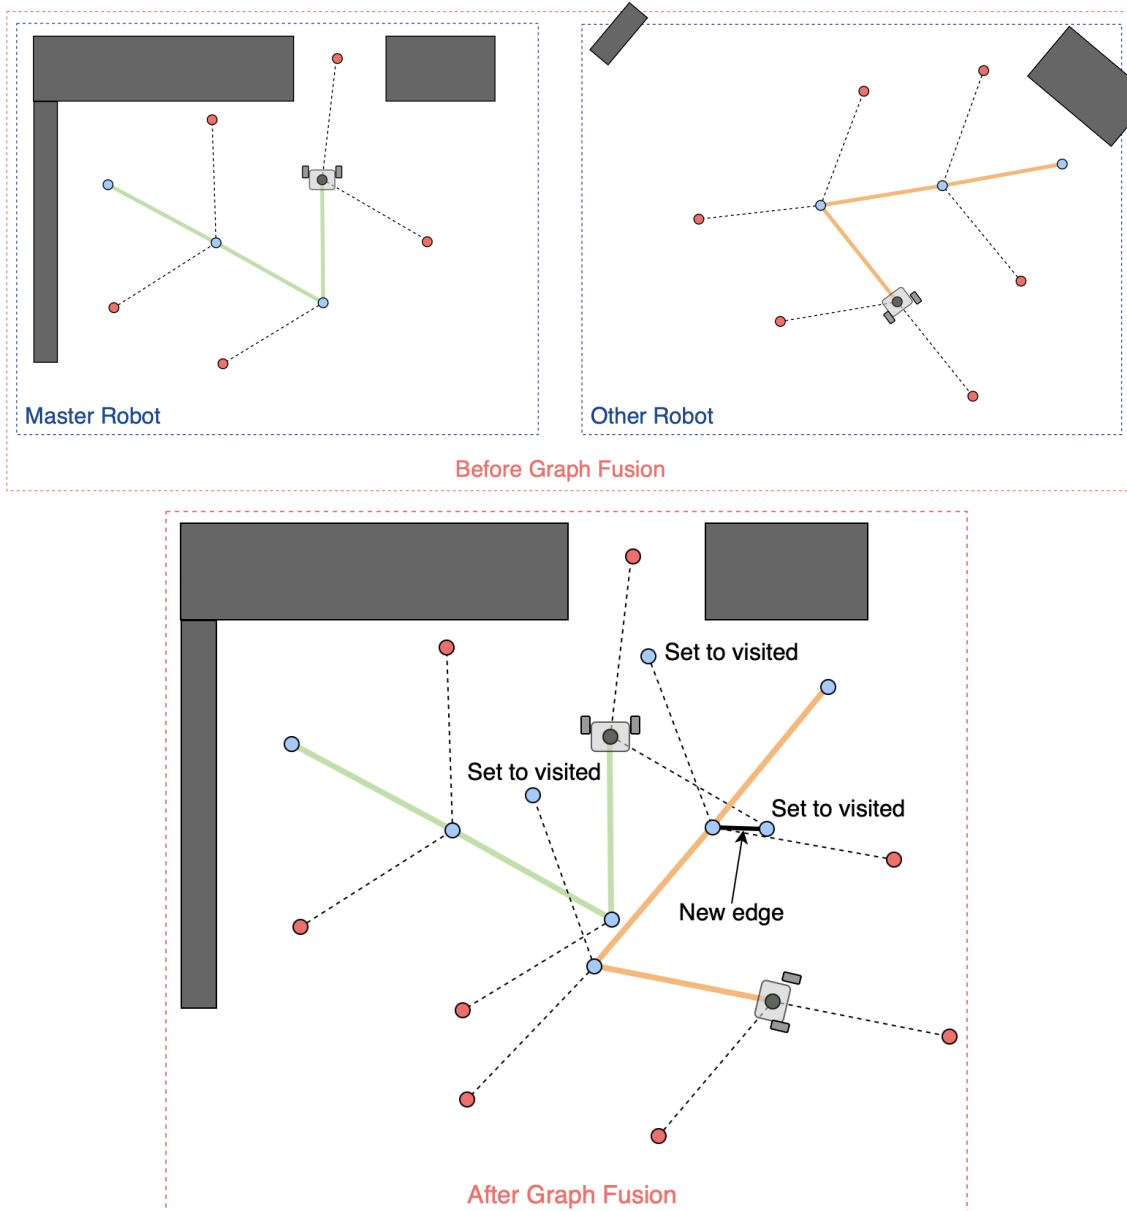 Master Robot
Other Robot
Before Graph Fusion
Set to visited
Set to visited
Set to visited
New edge
After Graph Fusion